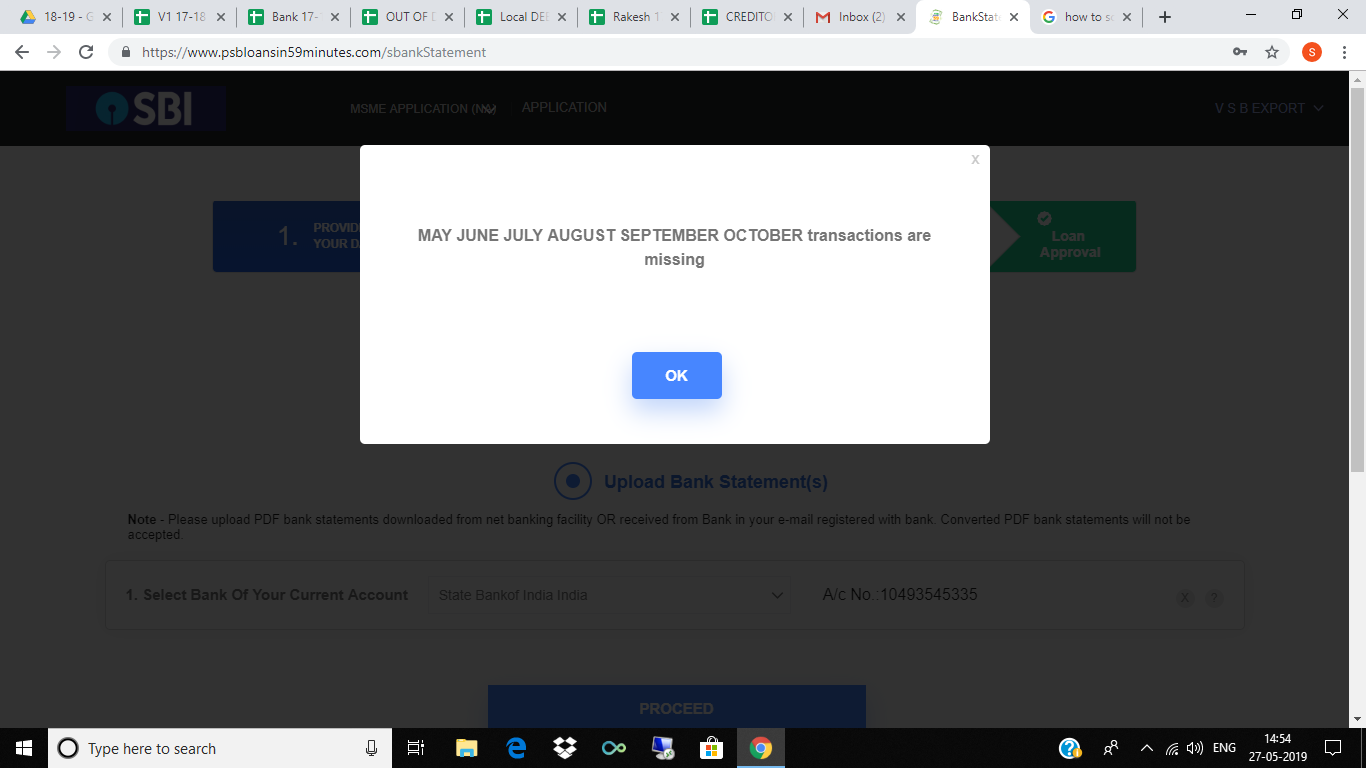 18-19 - G
V1 17-18
Bank 17-
OUT OF D
Local DEB
Rakesh 1
CREDITO
Inbox (2)
BankState
how to sc
https://www.psbloansin59minutes.com/sbankStatement
S
SBI
MSME APPLICATION (N
APPLICATION
V S B EXPORT
X
1.
PROVID
YOUR D
Loan
Approval
MAY JUNE JULY AUGUST SEPTEMBER OCTOBER transactions are
missing
OK
Upload Bank Statement(s)
Note - Please upload PDF bank statements downloaded from net banking facility OR received from Bank in your e-mail registered with bank. Converted PDF bank statements will not be
accepted.
1. Select Bank Of Your Current Account
State Bankof India India
A/c No.:10493545335
X
?
PROCEED
Type here to search
ENG
14:54
27-05-2019